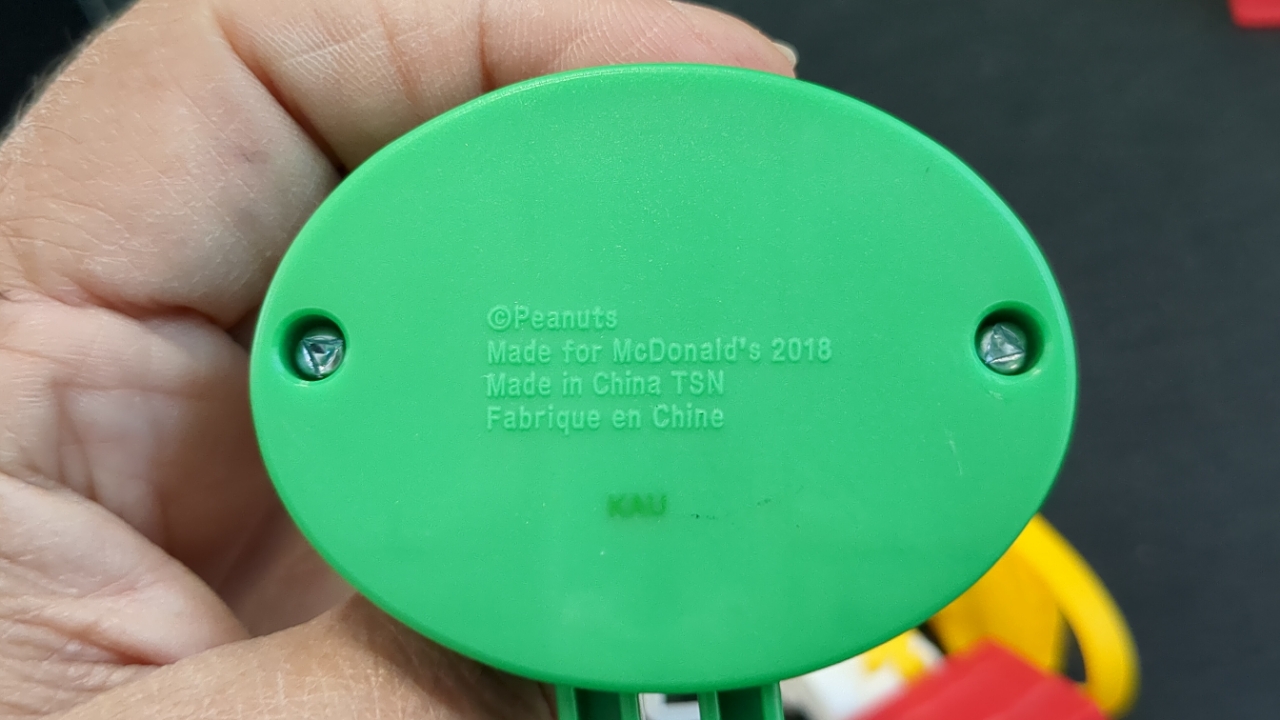 ©Peanuts
Made for McDonald's 2018
Made in China TSN
Fabrique en Chine
KAU